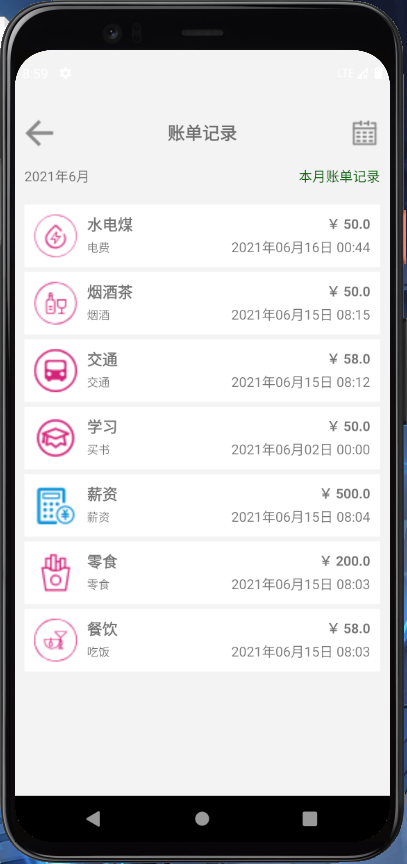 8:59
LTE
账单记录
2021年6月
本月账单记录
水电煤
¥ 50.0
电费
2021年06月16日 00:44
烟酒茶
¥ 50.0
烟酒
2021年06月15日 08:15
交通
¥ 58.0
交通
2021年06月15日 08:12
学习
¥ 50.0
买书
2021年06月02日 00:00
薪资
¥ 500.0
薪资
2021年06月15日 08:04
零食
¥ 200.0
零食
2021年06月15日 08:03
餐饮
¥ 58.0
吃饭
2021年06月15日 08:03